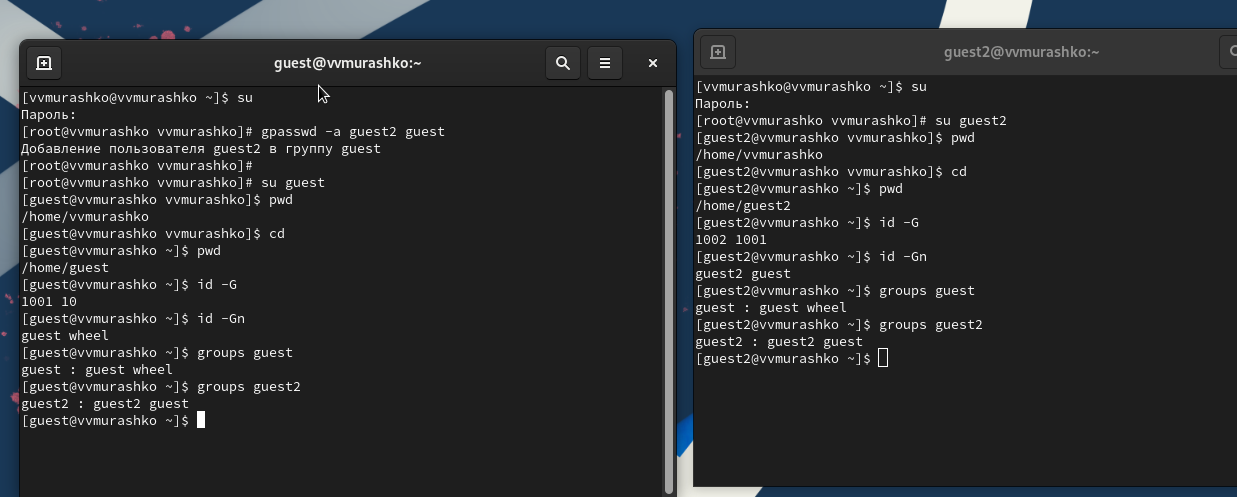 guest@vvmurashko:~
[vvmurashko@vvmurashko ~]$ su
Пароль:
[root@vvmurashko vvmurashko]# gpasswd -a guest2 guest
Добавление пользователя guest2 в группу guest
[root@vvmurashko vvmurashko]#
[root@vvmurashko vvmurashko]# su guest
[guest@vvmurashko vvmurashko]$ pwd
/home/vvmurashko
[guest@vvmurashko vvmurashko]$ cd
[guest@vvmurashko ~]$ pwd
/home/guest
[guest@vvmurashko ~]$ id -G
1001 10
[guest@vvmurashko ~]$ id -Gn
guest wheel
[guest@vvmurashko ~]$ groups guest
guest : guest wheel
[guest@vvmurashko ~]$ groups guest2
guest2 : guest2 guest
[guest@vvmurashko ~]$
guest2@vvmurashko:~
[vvmurashko@vvmurashko ~]$ su
Пароль:
[root@vvmurashko vvmurashko]# su guest2
[guest2@vvmurashko vvmurashko]$ pwd
/home/vvmurashko
[guest2@vvmurashko vvmurashko]$ cd
[guest2@vvmurashko ~]$ pwd
/home/guest2
[guest2@vvmurashko ~]$ id -G
1002 1001
[guest2@vvmurashko ~]$ id -Gn
guest2 guest
[guest2@vvmurashko ~]$ groups guest
guest : guest wheel
[guest2@vvmurashko ~]$ groups guest2
guest2 : guest2 guest
[guest2@vvmurashko ~]$